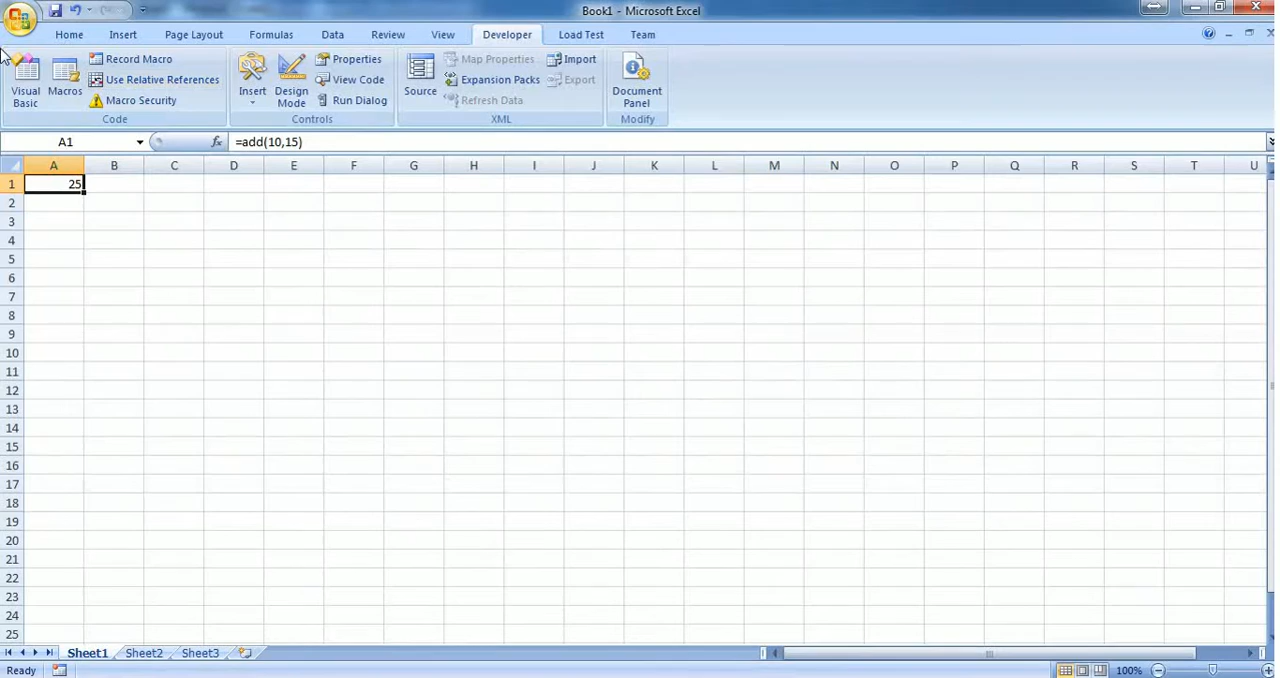 Book1 - Microsoft Excel
Home Insert Page Layout Formulas Data Review View Developer Load Test Team
Visual Basic Macros Record Macro Use Relative References Macro Security
Code
Insert Design Mode Properties View Code Run Dialog
Controls
Source Map Properties Expansion Packs Refresh Data Import Export
XML
Document Panel
Modify
A1 fx =add(10,15)
A B C D E F G H I J K L M N O P Q R S T U
1 25
2
3
4
5
6
7
8
9
10
11
12
13
14
15
16
17
18
19
20
21
22
23
24
25
Sheet1 Sheet2 Sheet3
Ready 100%